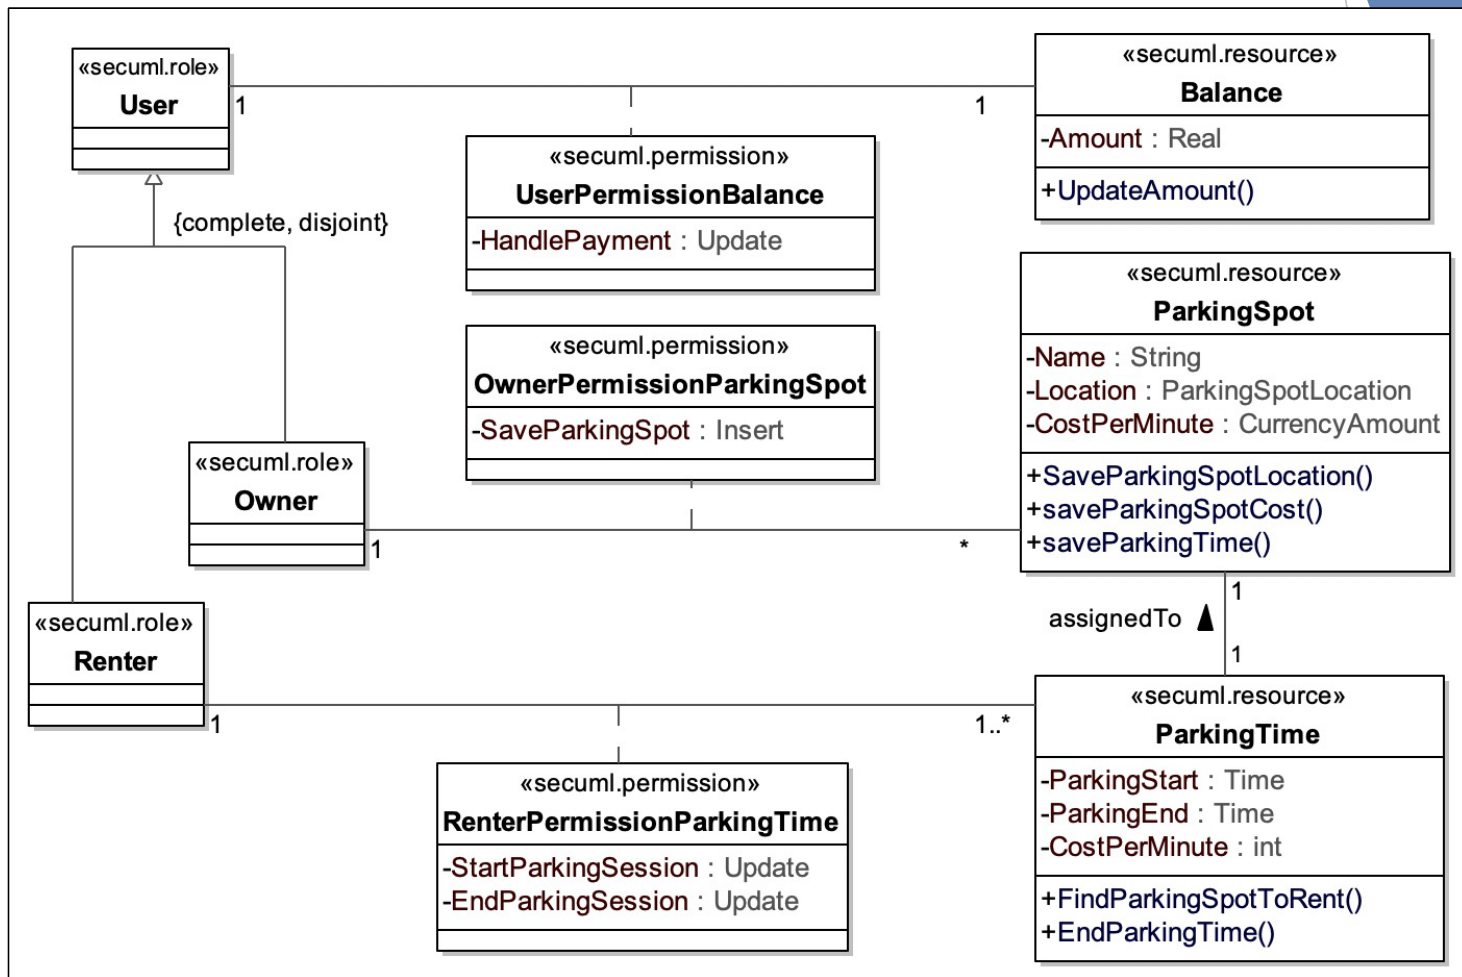 «secuml.role»
User
1
1
«secuml.resource»
Balance
-Amount : Real
+UpdateAmount()
«secuml.permission»
UserPermissionBalance
-HandlePayment : Update
{complete, disjoint}
«secuml.resource»
ParkingSpot
-Name : String
-Location : ParkingSpotLocation
-CostPerMinute : CurrencyAmount
+SaveParkingSpotLocation()
+saveParkingSpotCost()
+saveParkingTime()
«secuml.permission»
OwnerPermissionParkingSpot
-SaveParkingSpot : Insert
«secuml.role»
Owner
1
*
1
assignedTo
1
«secuml.role»
Renter
1
1..*
«secuml.resource»
ParkingTime
-ParkingStart : Time
-ParkingEnd : Time
-CostPerMinute : int
+FindParkingSpotToRent()
+EndParkingTime()
«secuml.permission»
RenterPermissionParkingTime
-StartParkingSession : Update
-EndParkingSession : Update